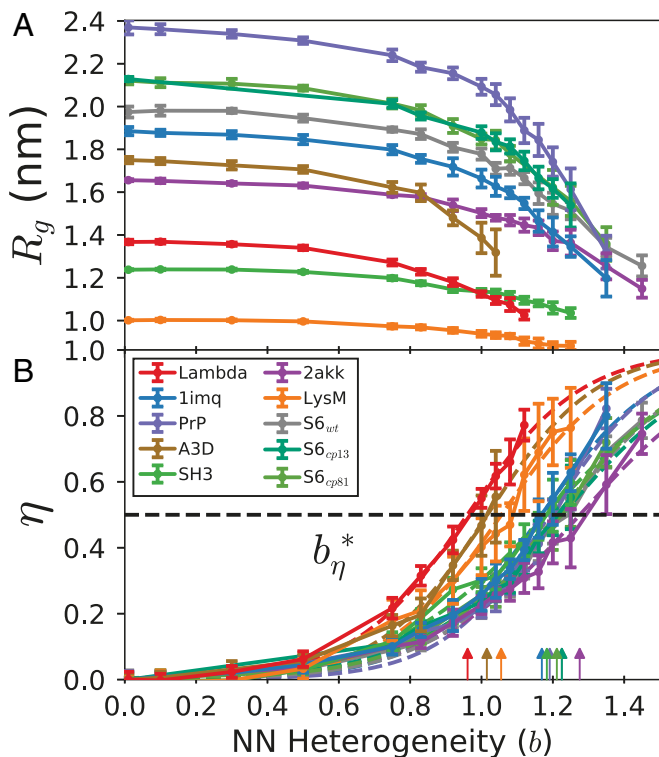 A
2.4
2.2
2.0
1.8
1.6
1.4
1.2
1.0
R_g (nm)
B
1.0
0.8
0.6
0.4
0.2
0.0
η
Lambda
1imq
PrP
A3D
SH3
2akk
LysM
S6_wt
S6_cp13
S6_cp81
b_η^*
0.0 0.2 0.4 0.6 0.8 1.0 1.2 1.4
NN Heterogeneity (b)